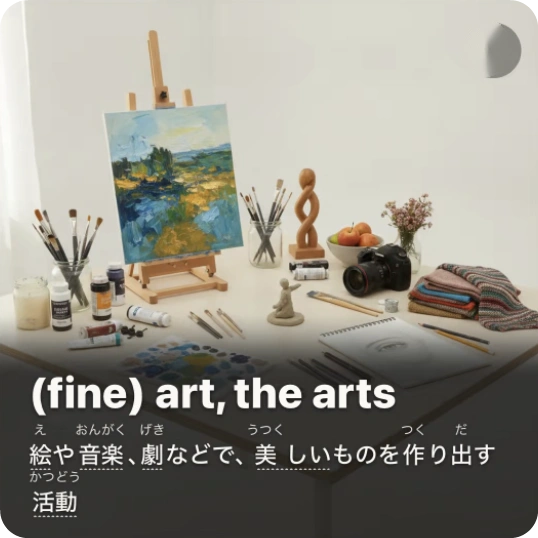 (fine) art, the arts
え おんがく げき うつく つく だ
絵や音楽、劇などで、美しいものを作り出す
かつどう
活動